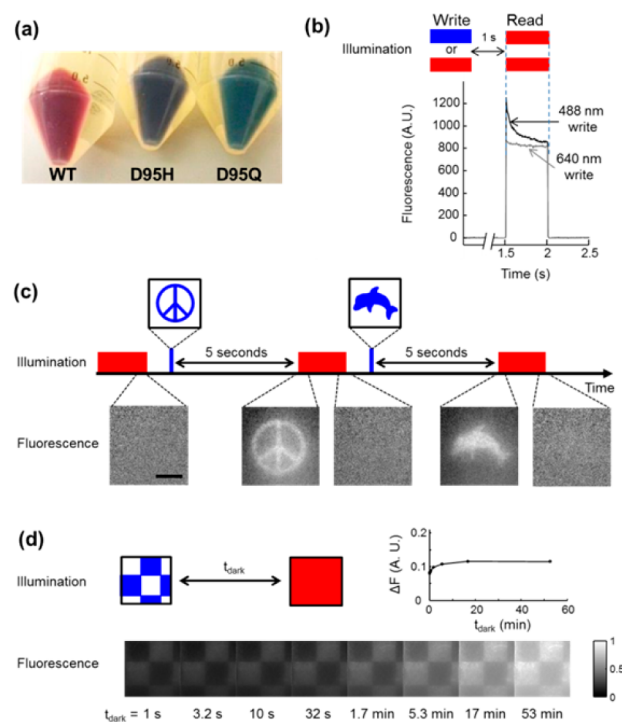 (a)
WT
D95H
D95Q
(b)
Write
Read
Illumination
or
1 s
Fluorescence (A.U.)
1200
1000
800
600
400
200
0
488 nm
write
640 nm
write
1.5
2
2.5
Time (s)
(c)
Illumination
5 seconds
5 seconds
Time
Fluorescence
(d)
Illumination
tdark
ΔF (A. U.)
0.2
0.1
0
0
20
40
60
tdark (min)
Fluorescence
1
0.5
0
tdark = 1 s
3.2 s
10 s
32 s
1.7 min
5.3 min
17 min
53 min